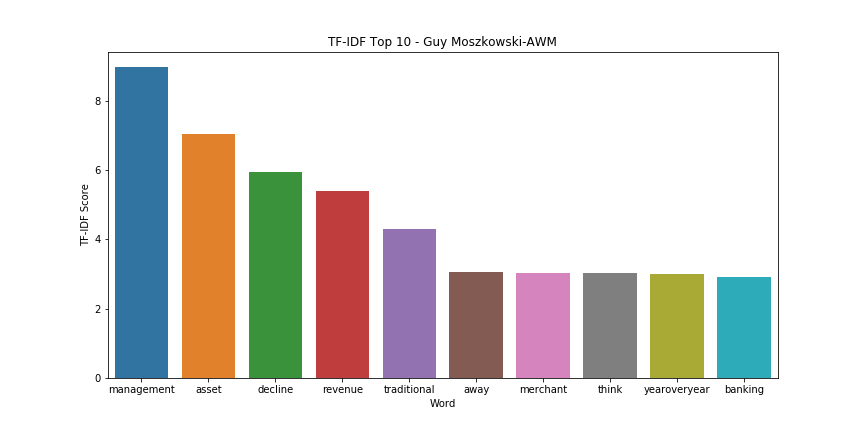 TF-IDF Top 10 - Guy Moszkowski-AWM
TF-IDF Score
8
6
4
2
0
management asset decline revenue traditional away merchant think yearoveryear banking
Word